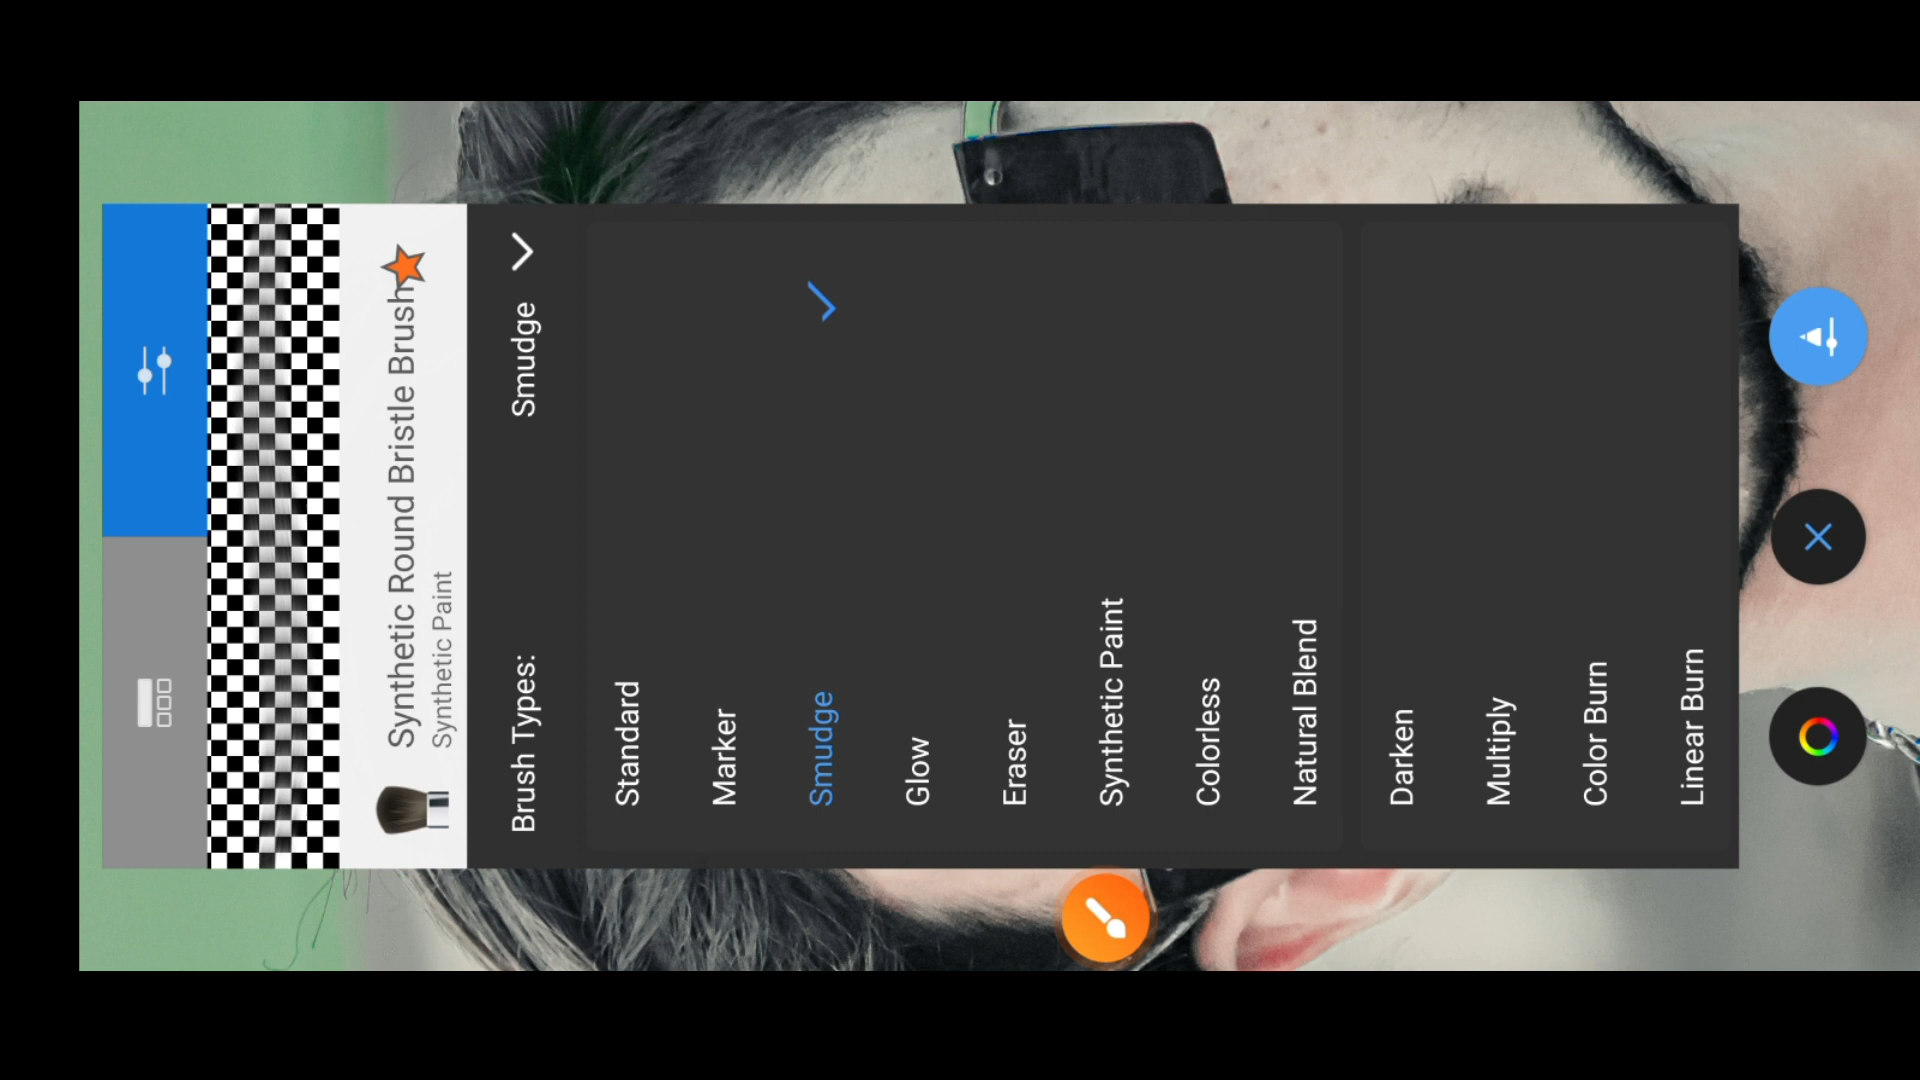 Synthetic Round Bristle Brush
Synthetic Paint
Brush Types:
Smudge
Standard
Marker
Smudge
Glow
Eraser
Synthetic Paint
Colorless
Natural Blend
Darken
Multiply
Color Burn
Linear Burn